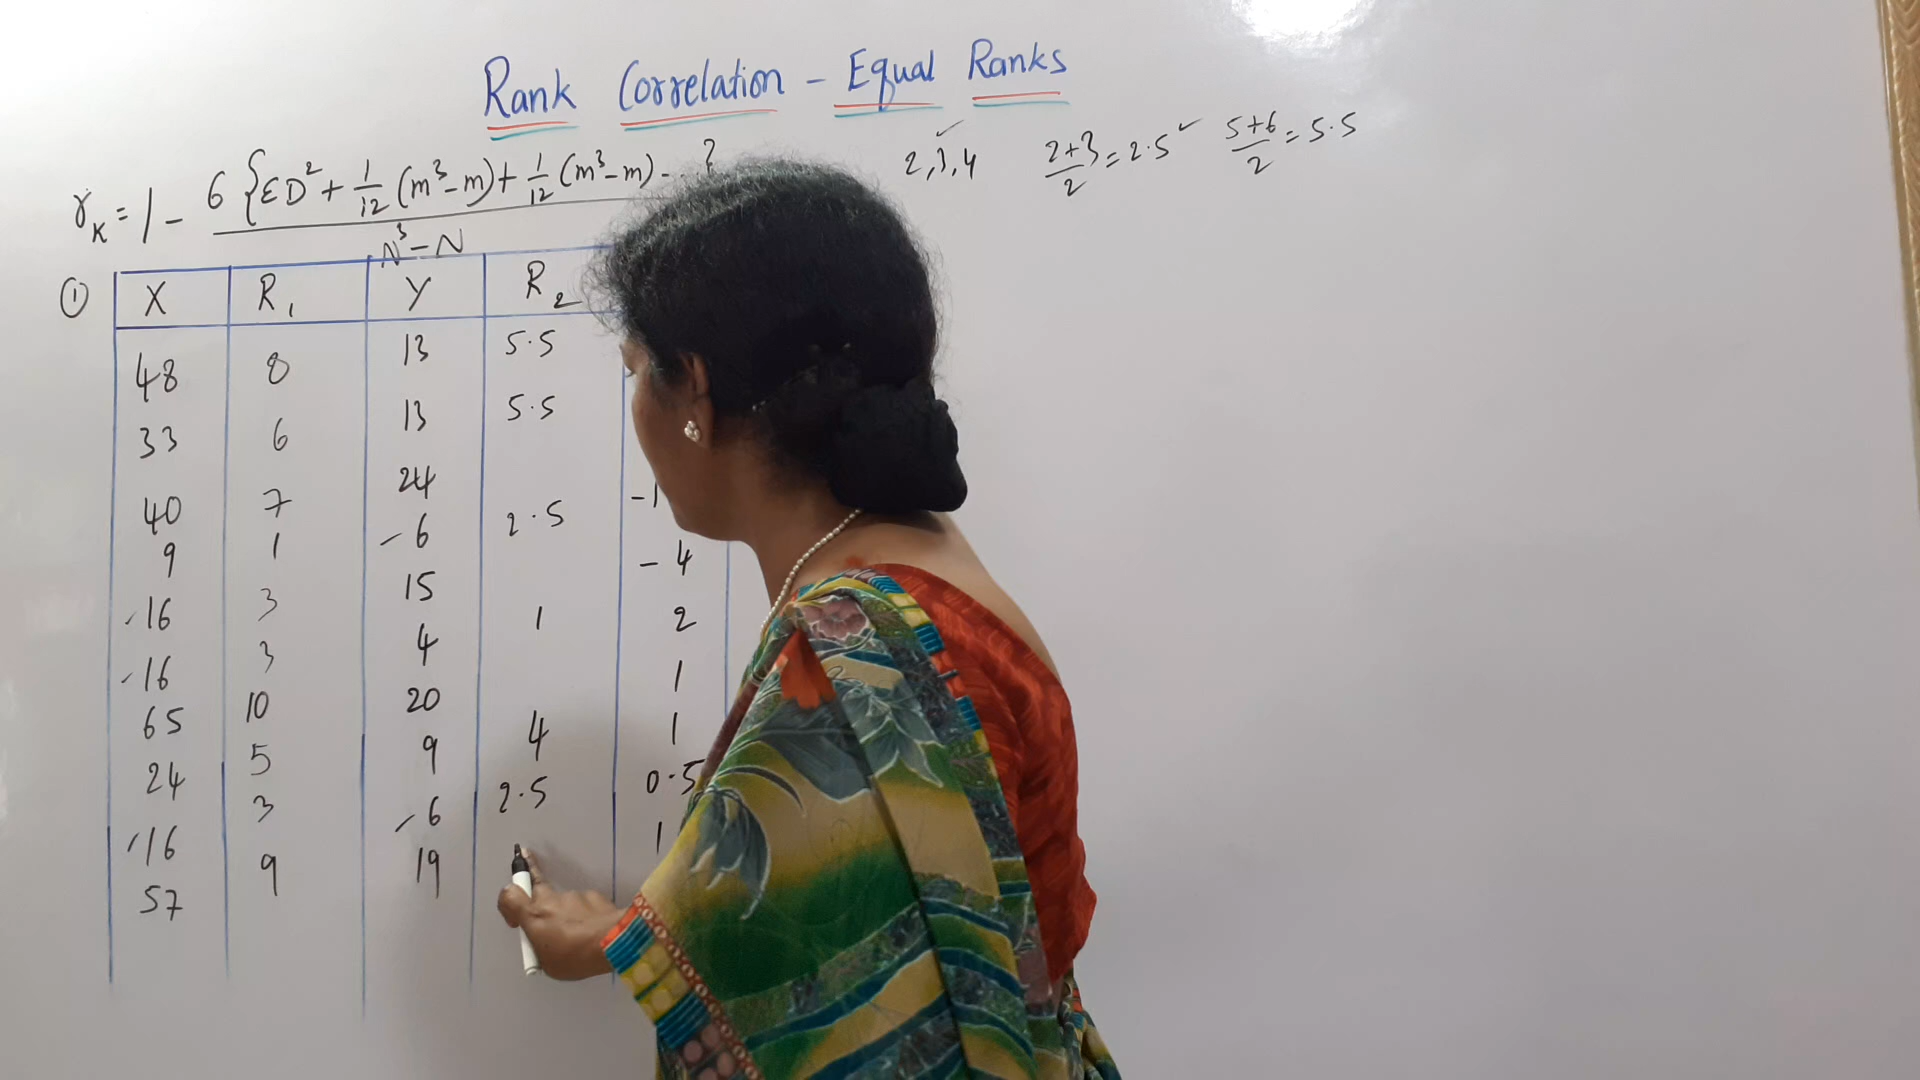 Rank Correlation – Equal Ranks
r_K = 1 – 6 {ΣD² + 1/12 (m³–m) + 1/12 (m³–m) - ...} / N³ – N
2, 3, 4 ✓
(2+3)/2 = 2.5 ✓
(5+6)/2 = 5.5
① X R₁ Y R₂
48 8 13 5.5
33 6 13 5.5
40 7 24 -1
9 1 -6 2.5
-16 3 15 -4
-16 3 4 1 2
65 10 20 1
24 5 9 4 1
-16 3 -6 2.5 0.5
57 9 19 1